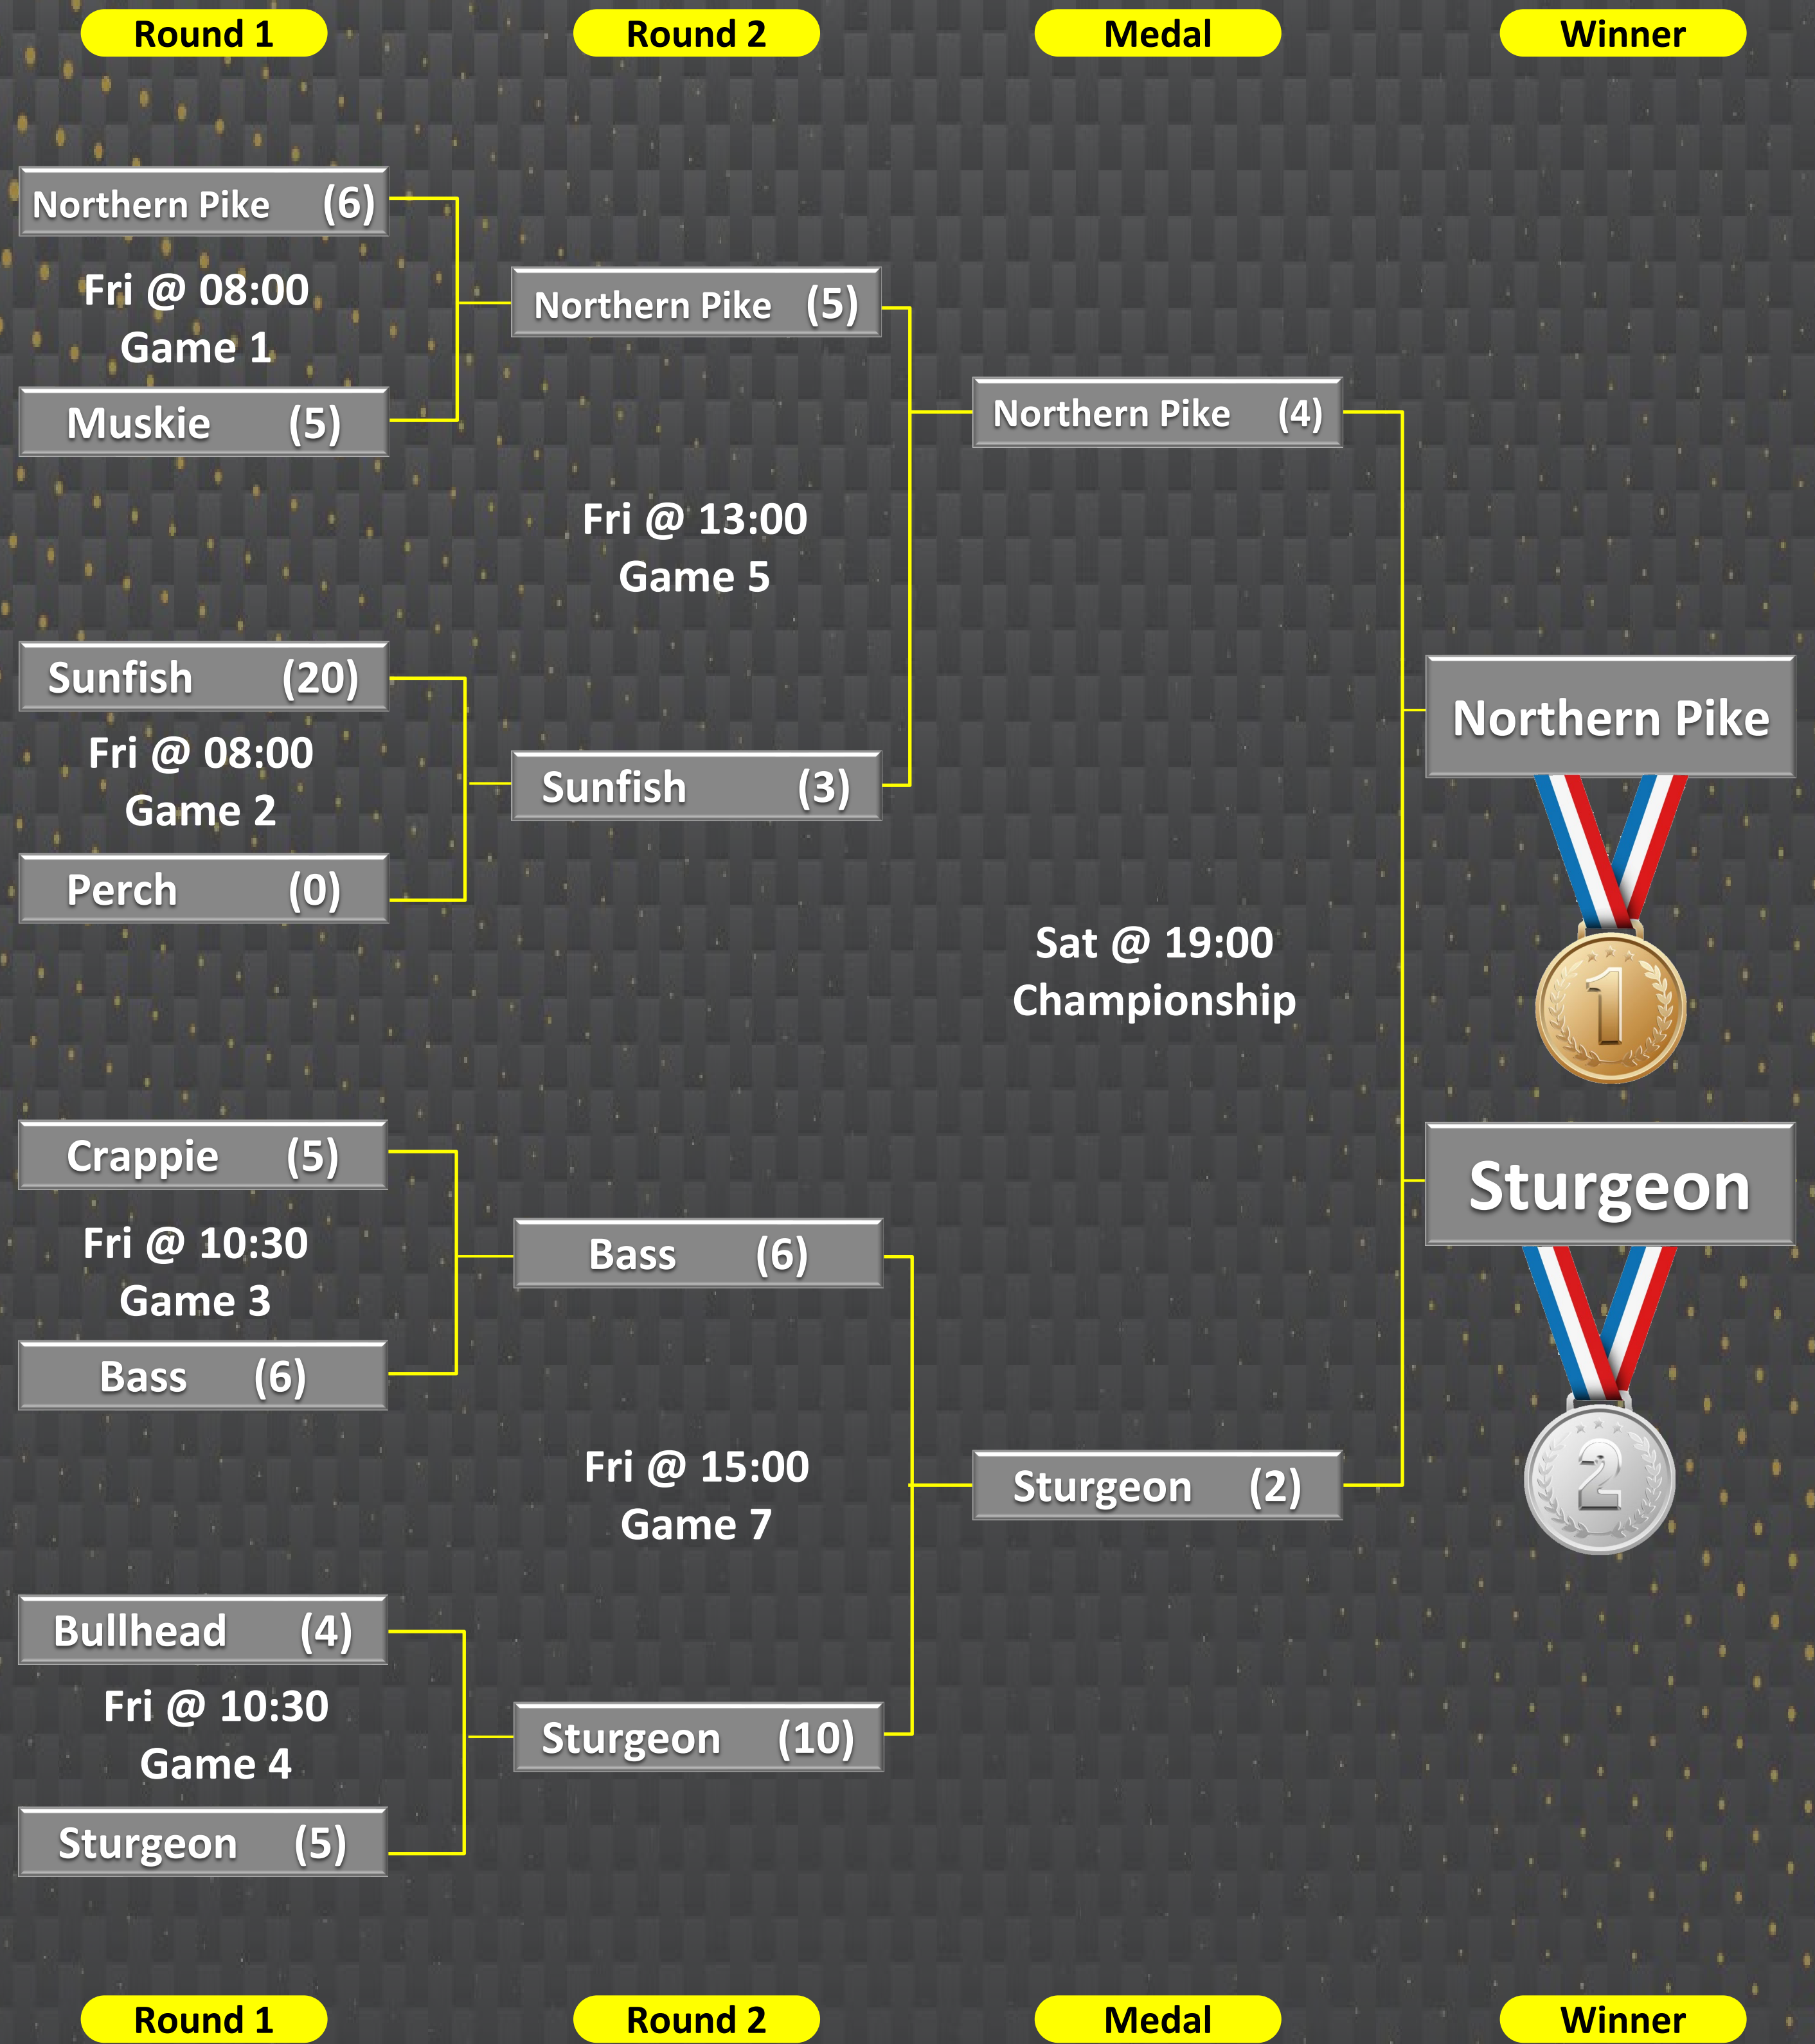 Round 1 Round 2 Medal Winner
Northern Pike (6)
Fri @ 08:00
Game 1
Muskie (5)
Northern Pike (5)
Fri @ 13:00
Game 5
Sunfish (20)
Fri @ 08:00
Game 2
Perch (0)
Sunfish (3)
Northern Pike (4)
Sat @ 19:00
Championship
Northern Pike
1
Crappie (5)
Fri @ 10:30
Game 3
Bass (6)
Bass (6)
Fri @ 15:00
Game 7
Bullhead (4)
Fri @ 10:30
Game 4
Sturgeon (5)
Sturgeon (10)
Sturgeon (2)
Sturgeon
2
Round 1 Round 2 Medal Winner